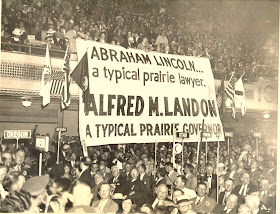 ABRAHAM LINCOLN...
a typical prairie lawyer.
ALFRED M. LANDON
A TYPICAL PRAIRIE GOVERNOR
OREGON